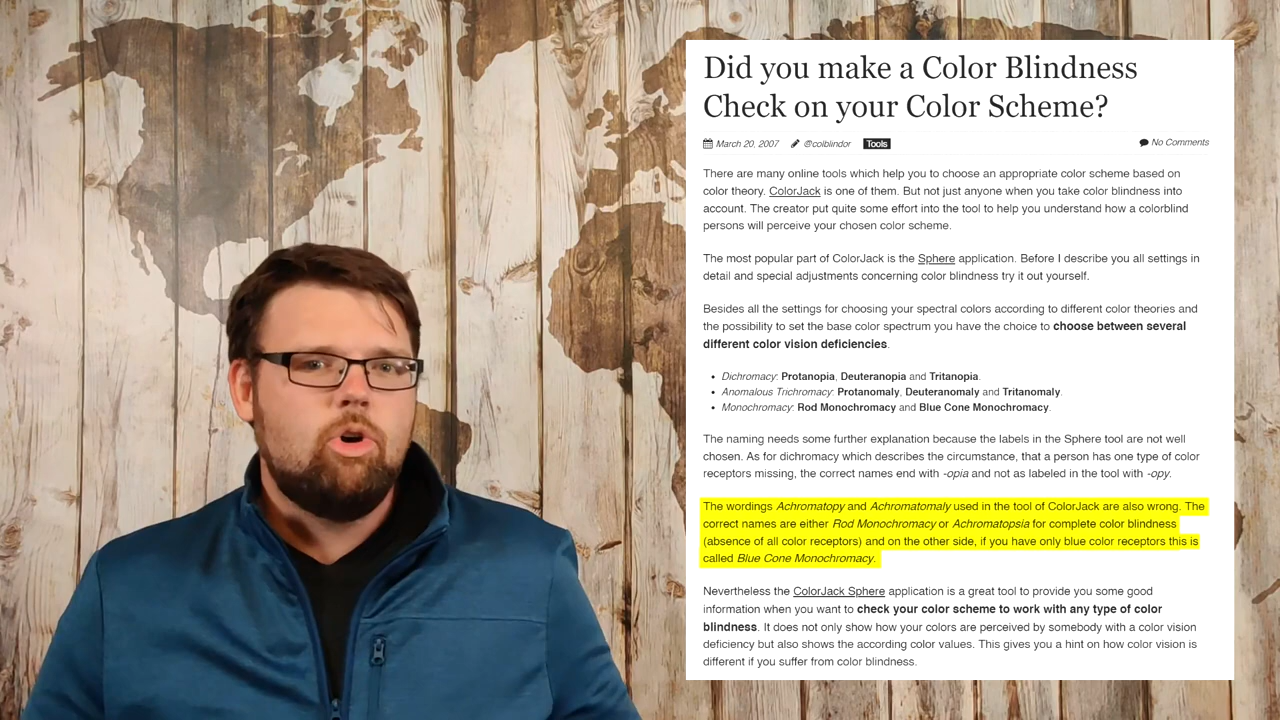 Did you make a Color Blindness
Check on your Color Scheme?
March 20, 2007 @colblindor Tools No Comments
There are many online tools which help you to choose an appropriate color scheme based on
color theory. ColorJack is one of them. But not just anyone when you take color blindness into
account. The creator put quite some effort into the tool to help you understand how a colorblind
persons will perceive your chosen color scheme.
The most popular part of ColorJack is the Sphere application. Before I describe you all settings in
detail and special adjustments concerning color blindness try it out yourself.
Besides all the settings for choosing your spectral colors according to different color theories and
the possibility to set the base color spectrum you have the choice to choose between several
different color vision deficiencies.
• Dichromacy: Protanopia, Deuteranopia and Tritanopia.
• Anomalous Trichromacy: Protanomaly, Deuteranomaly and Tritanomaly.
• Monochromacy: Rod Monochromacy and Blue Cone Monochromacy.
The naming needs some further explanation because the labels in the Sphere tool are not well
chosen. As for dichromacy which describes the circumstance, that a person has one type of color
receptors missing, the correct names end with -opia and not as labeled in the tool with -opy.
The wordings Achromatopy and Achromatomaly used in the tool of ColorJack are also wrong. The
correct names are either Rod Monochromacy or Achromatopsia for complete color blindness
(absence of all color receptors) and on the other side, if you have only blue color receptors this is
called Blue Cone Monochromacy.
Nevertheless the ColorJack Sphere application is a great tool to provide you some good
information when you want to check your color scheme to work with any type of color
blindness. It does not only show how your colors are perceived by somebody with a color vision
deficiency but also shows the according color values. This gives you a hint on how color vision is
different if you suffer from color blindness.